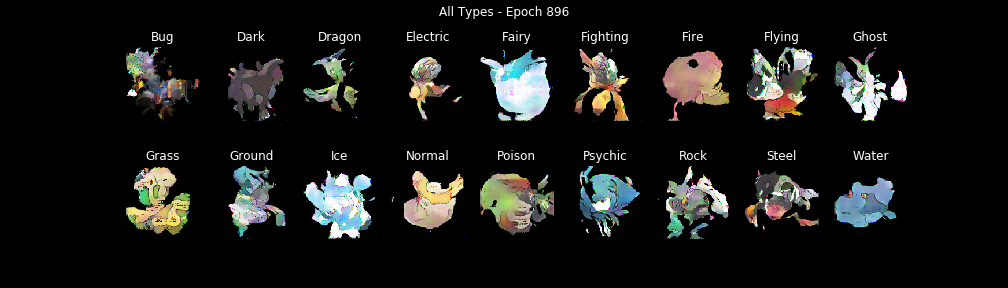 All Types - Epoch 896
Bug Dark Dragon Electric Fairy Fighting Fire Flying Ghost
Grass Ground Ice Normal Poison Psychic Rock Steel Water